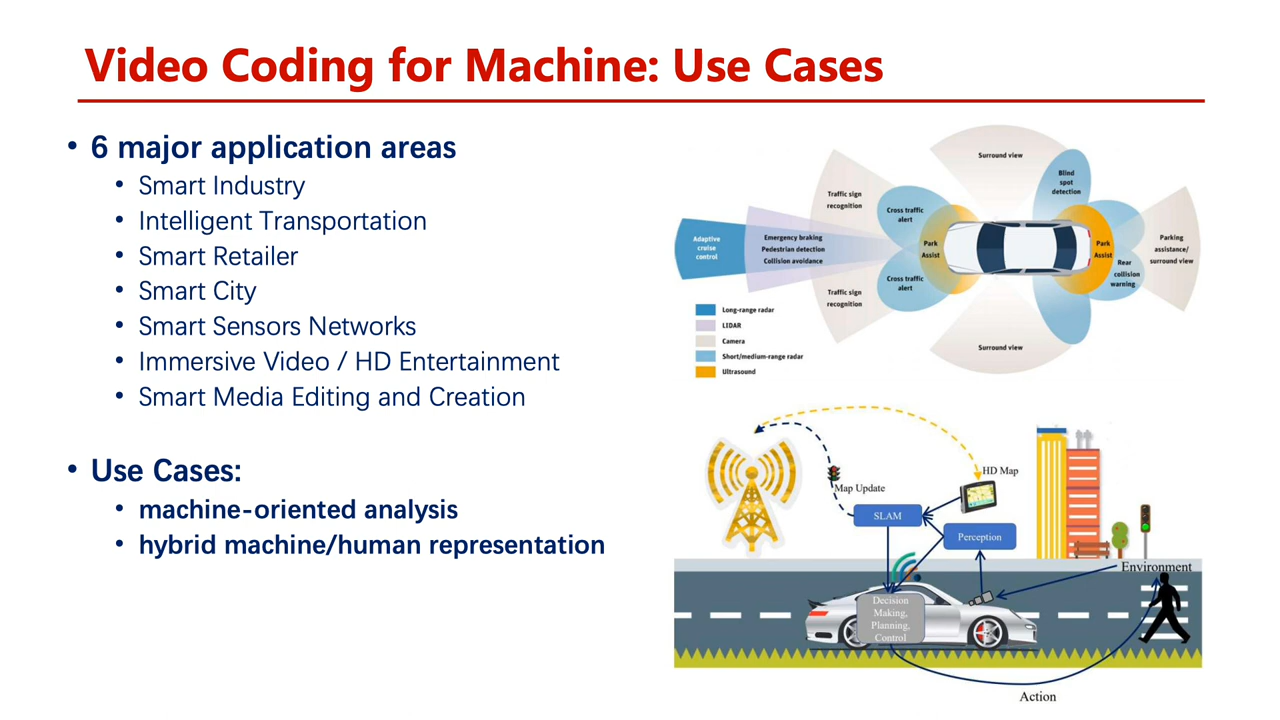 Video Coding for Machine: Use Cases
• 6 major application areas
• Smart Industry
• Intelligent Transportation
• Smart Retailer
• Smart City
• Smart Sensors Networks
• Immersive Video / HD Entertainment
• Smart Media Editing and Creation
• Use Cases:
• machine-oriented analysis
• hybrid machine/human representation
Surround view
Blind
spot
detection
Traffic sign
recognition
Cross traffic
alert
Adaptive
cruise
control
Emergency braking
Pedestrian detection
Collision avoidance
Park
Assist
Park
Assist
Parking
assistance/
surround view
Rear
collision
warning
Cross traffic
alert
Traffic sign
recognition
Surround view
Long-range radar
LIDAR
Camera
Short/medium-range radar
Ultrasound
HD Map
Map Update
SLAM
Perception
Environment
Decision
Making,
Planning,
Control
Action